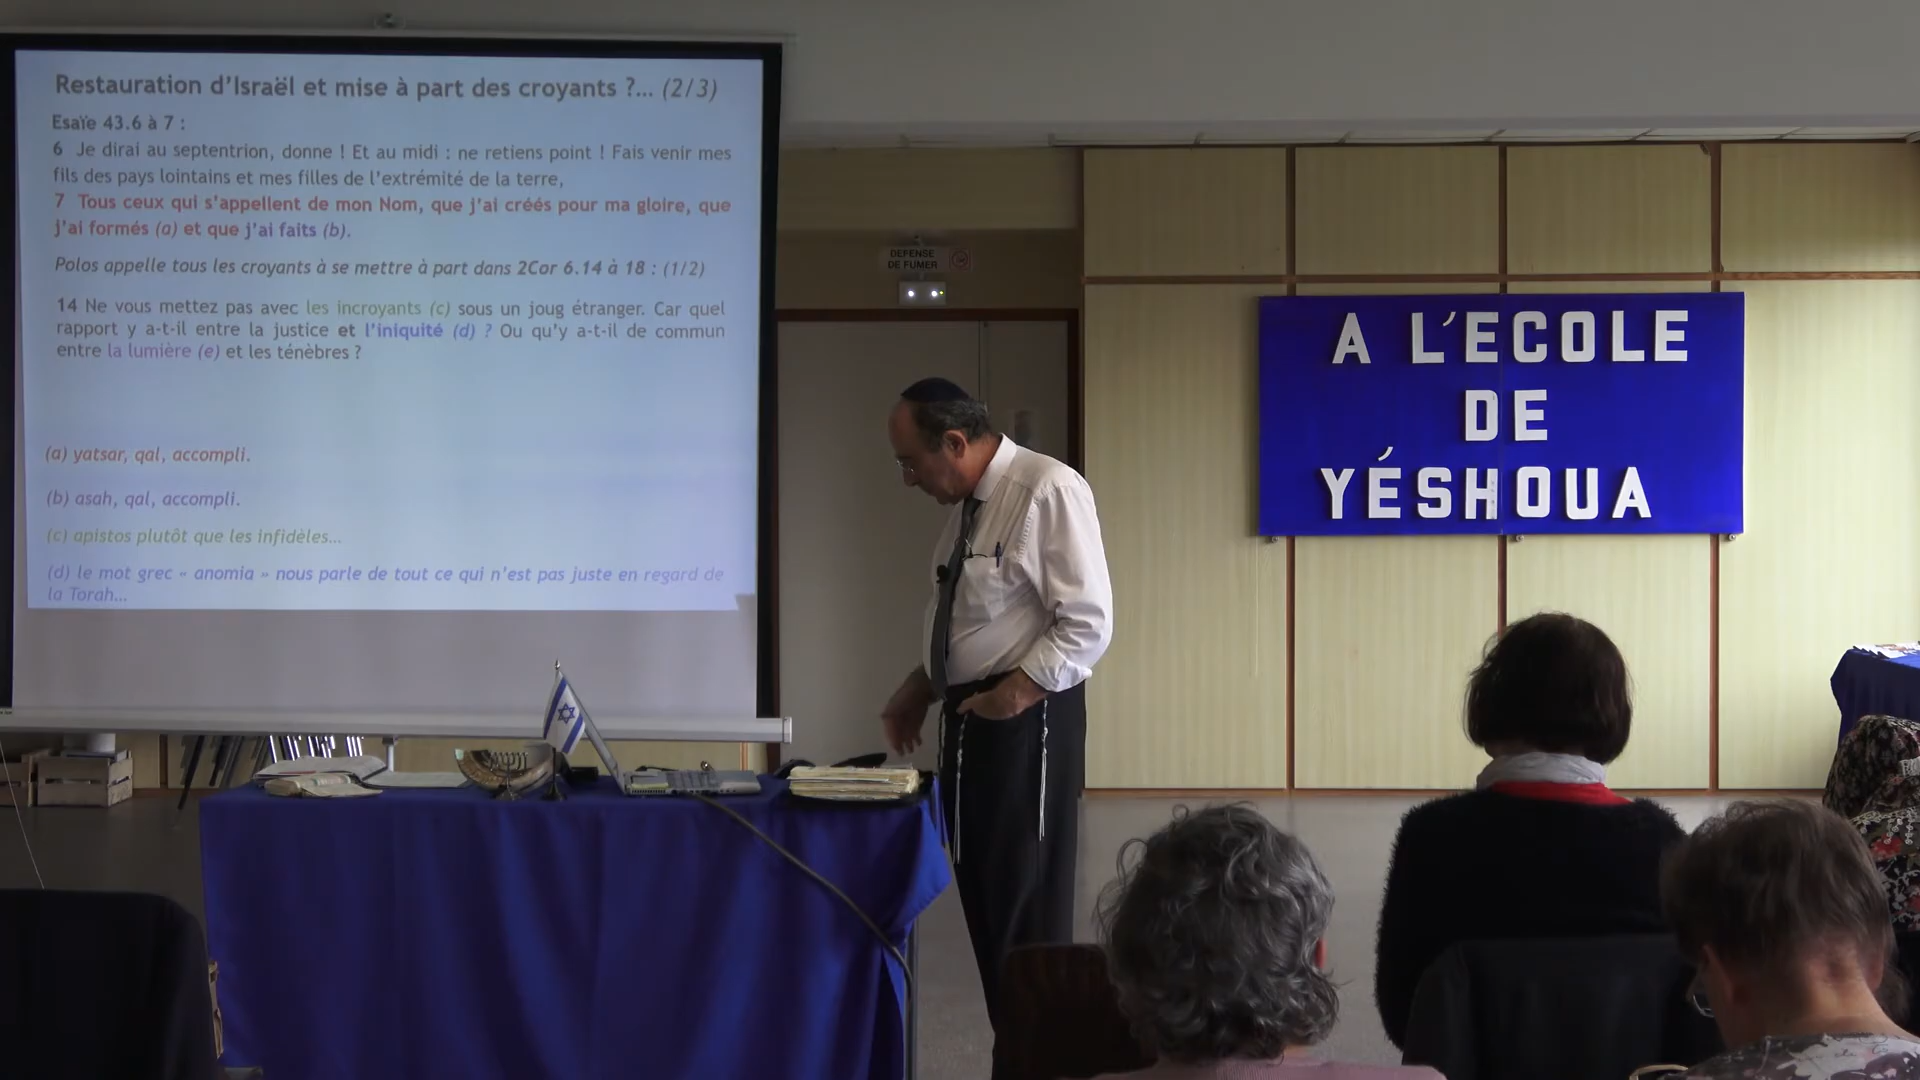 Restauration d'Israël et mise à part des croyants ?... (2/3)
Esaïe 43.6 à 7 :
6 Je dirai au septentrion, donne ! Et au midi : ne retiens point ! Fais venir mes
fils des pays lointains et mes filles de l'extrémité de la terre,
7 Tous ceux qui s'appellent de mon Nom, que j'ai créés pour ma gloire, que
j'ai formés (a) et que j'ai faits (b).
Polos appelle tous les croyants à se mettre à part dans 2Cor 6.14 à 18 : (1/2)
14 Ne vous mettez pas avec les incroyants (c) sous un joug étranger. Car quel
rapport y a-t-il entre la justice et l'iniquité (d) ? Ou qu'y a-t-il de commun
entre la lumière (e) et les ténèbres ?
(a) yatsar, qal, accompli.
(b) asah, qal, accompli.
(c) apistos plutôt que les infidèles...
(d) le mot grec « anomia » nous parle de tout ce qui n'est pas juste en regard de
la Torah...
DEFENSE
DE FUMER
A L'ECOLE
DE
YÉSHOUA